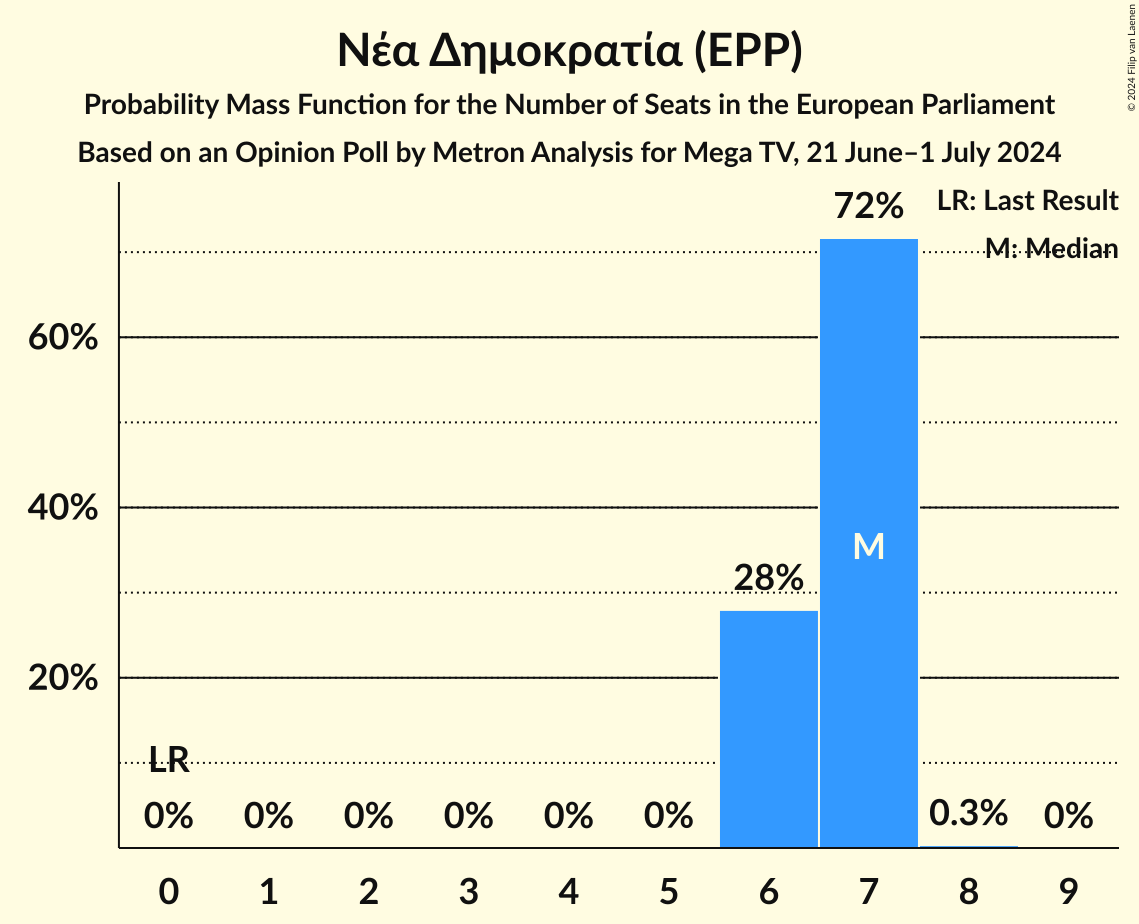 Νέα Δημοκρατία (EPP)
Probability Mass Function for the Number of Seats in the European Parliament
Based on an Opinion Poll by Metron Analysis for Mega TV, 21 June–1 July 2024
© 2024 Filip van Laenen
LR: Last Result
M: Median
72%
60%
40%
M
28%
20%
LR
0% 0% 0% 0% 0% 0% 0.3% 0%
0 1 2 3 4 5 6 7 8 9